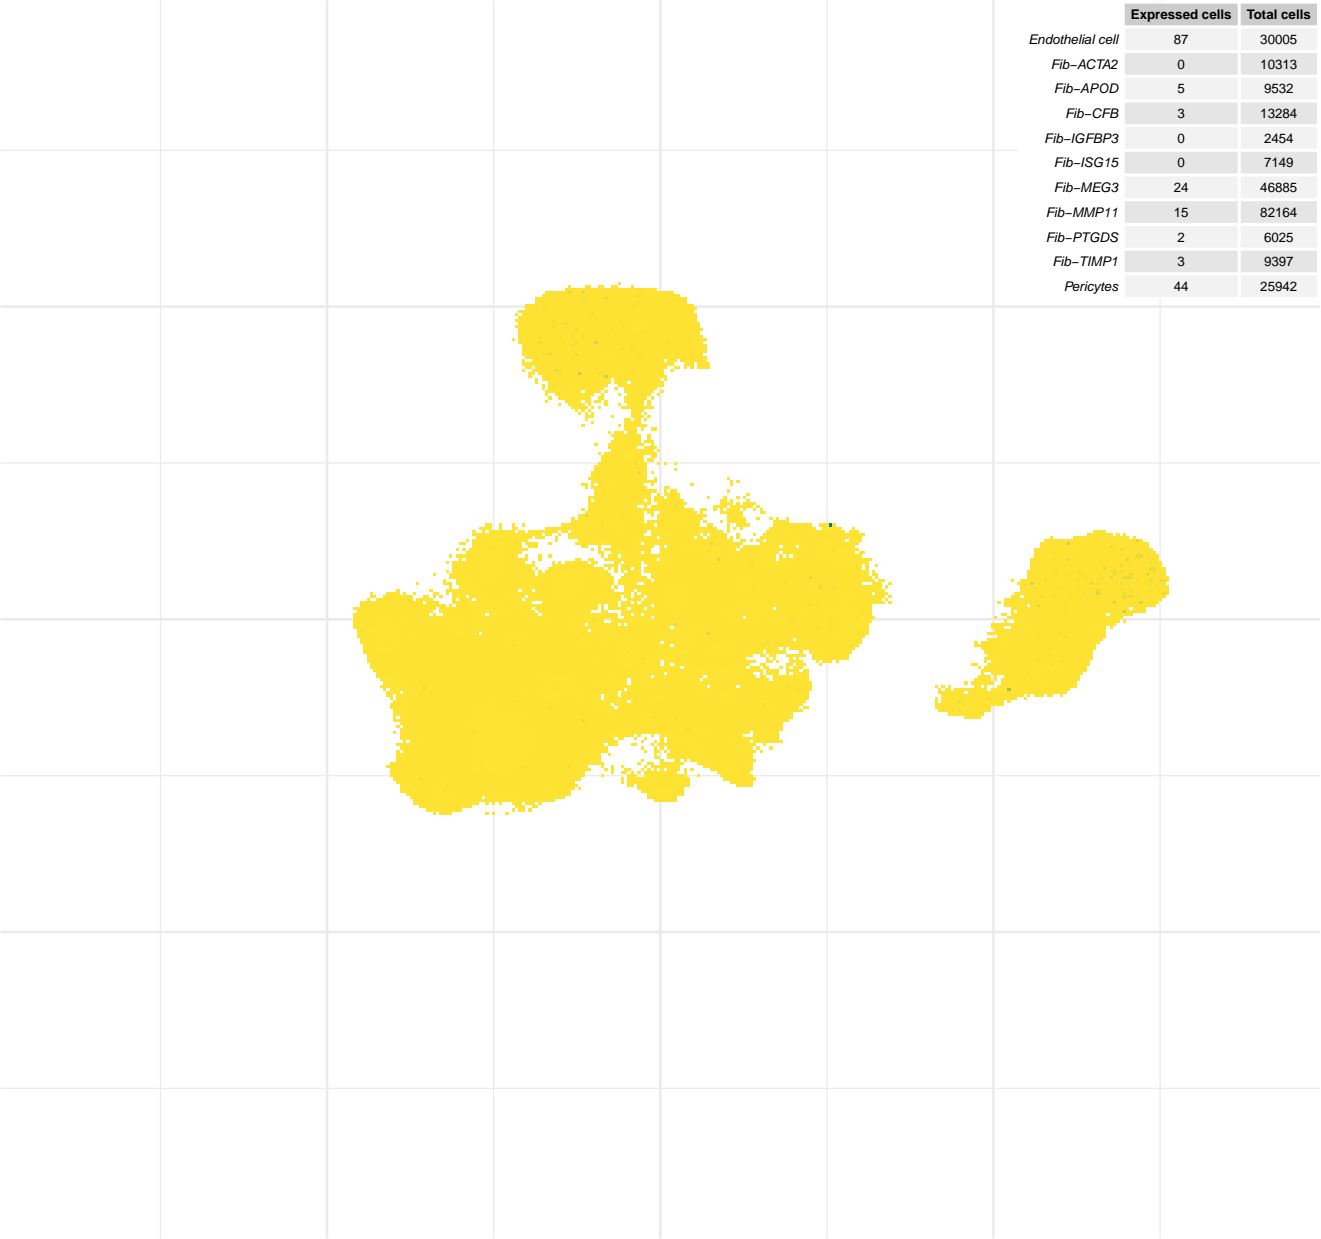 Expressed cells Total cells
Endothelial cell 87 30005
Fib−ACTA2 0 10313
Fib−APOD 5 9532
Fib−CFB 3 13284
Fib−IGFBP3 0 2454
Fib−ISG15 0 7149
Fib−MEG3 24 46885
Fib−MMP11 15 82164
Fib−PTGDS 2 6025
Fib−TIMP1 3 9397
Pericytes 44 25942